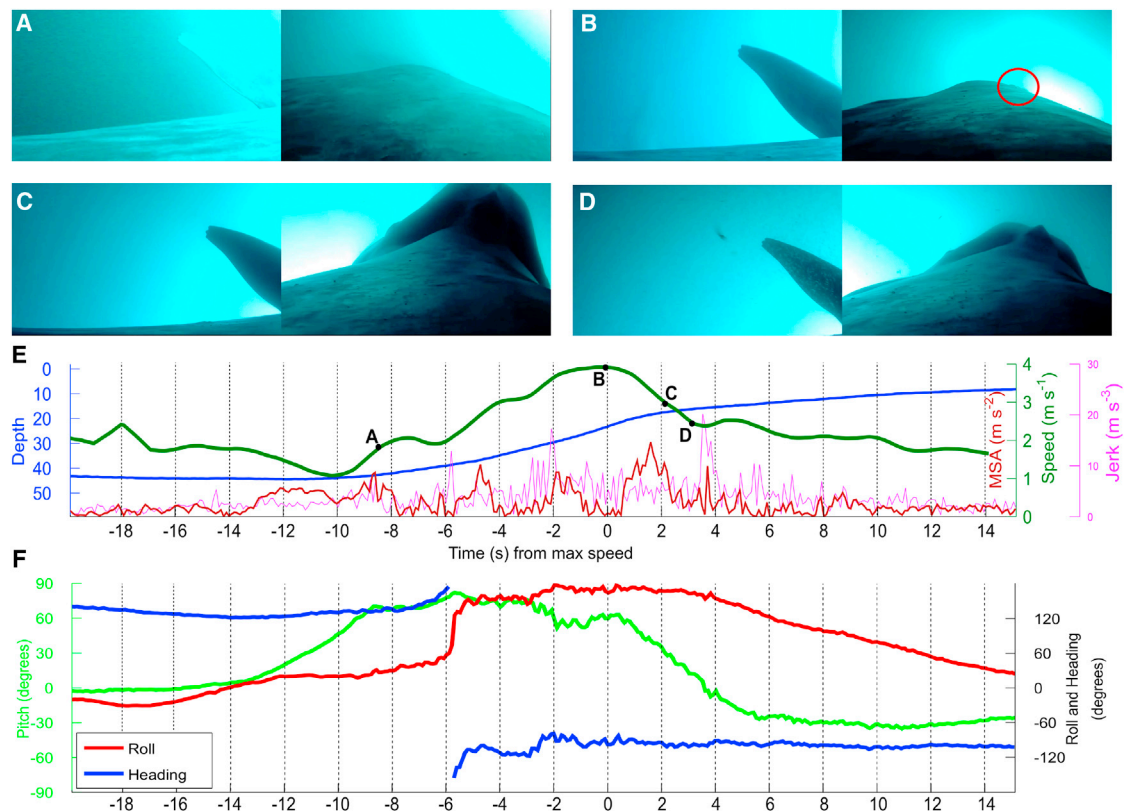 A
B
C
D
E
0
10
20
30
40
50
Depth
A
B
C
D
4
3
2
1
0
MSA (m s⁻²)
Speed (m s⁻¹)
30
20
10
0
Jerk (m s⁻³)
-18 -16 -14 -12 -10 -8 -6 -4 -2 0 2 4 6 8 10 12 14
Time (s) from max speed
F
90
60
30
0
-30
-60
-90
Pitch (degrees)
120
60
0
-60
-120
Roll and Heading
(degrees)
Roll
Heading
-18 -16 -14 -12 -10 -8 -6 -4 -2 0 2 4 6 8 10 12 14